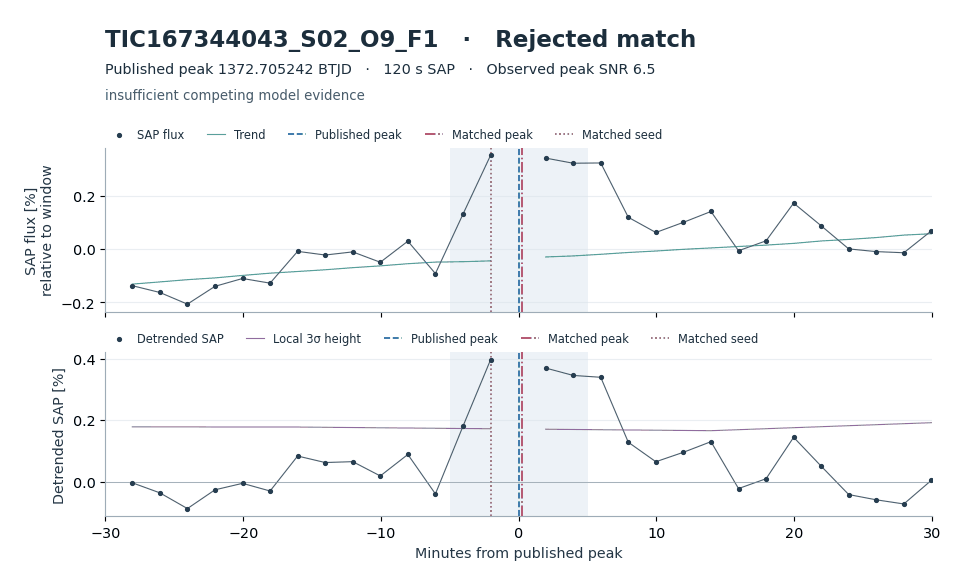 TIC167344043_S02_O9_F1 · Rejected match
Published peak 1372.705242 BTJD · 120 s SAP · Observed peak SNR 6.5
insufficient competing model evidence
SAP flux Trend Published peak Matched peak Matched seed
SAP flux [%]
relative to window
0.2
0.0
−0.2
Detrended SAP Local 3σ height Published peak Matched peak Matched seed
Detrended SAP [%]
0.4
0.2
0.0
−30 −20 −10 0 10 20 30
Minutes from published peak